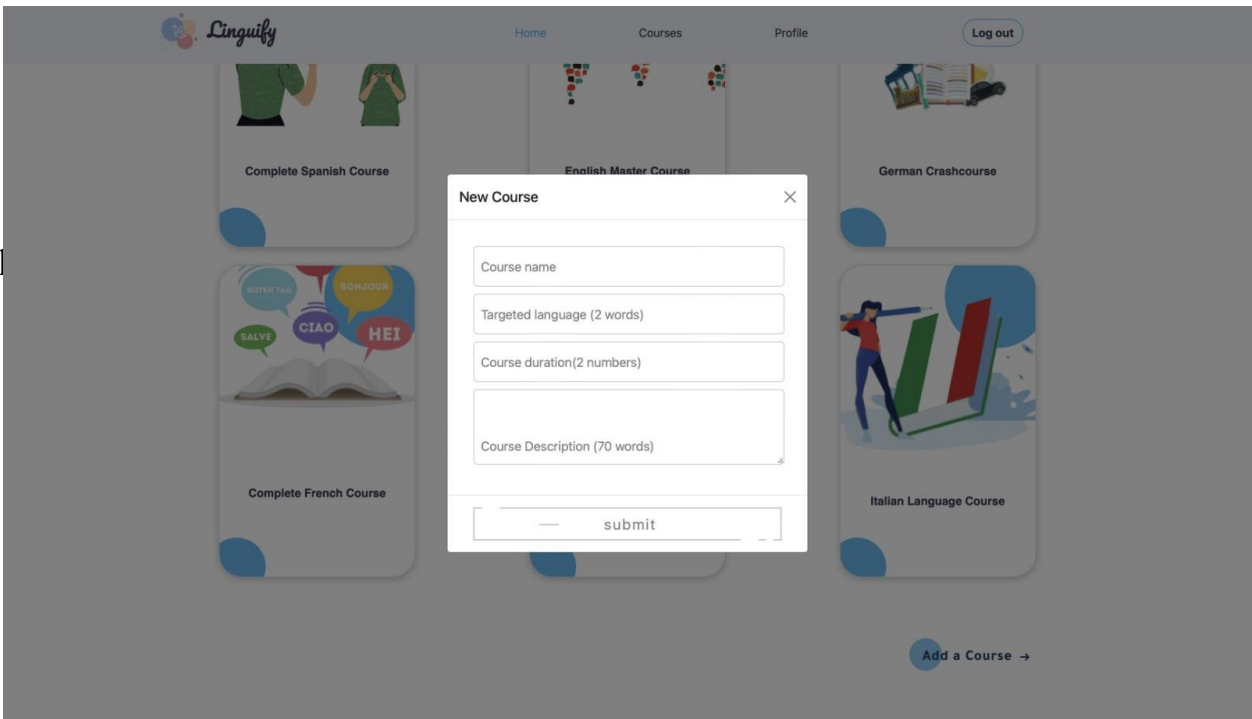 Linguify
Home
Courses
Profile
Log out
Complete Spanish Course
English Master Course
German Crashcourse
New Course
Course name
Targeted language (2 words)
Course duration(2 numbers)
Course Description (70 words)
submit
GUTEN TAG
BONJOUR
SALVE
CIAO
HEI
Complete French Course
Italian Language Course
Add a Course →